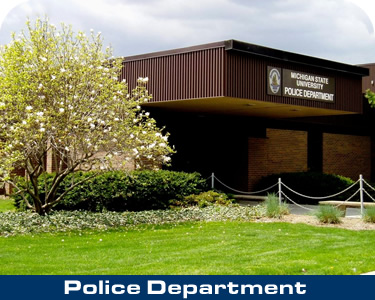 MICHIGAN STATE
UNIVERSITY
POLICE DEPARTMENT
Police Department